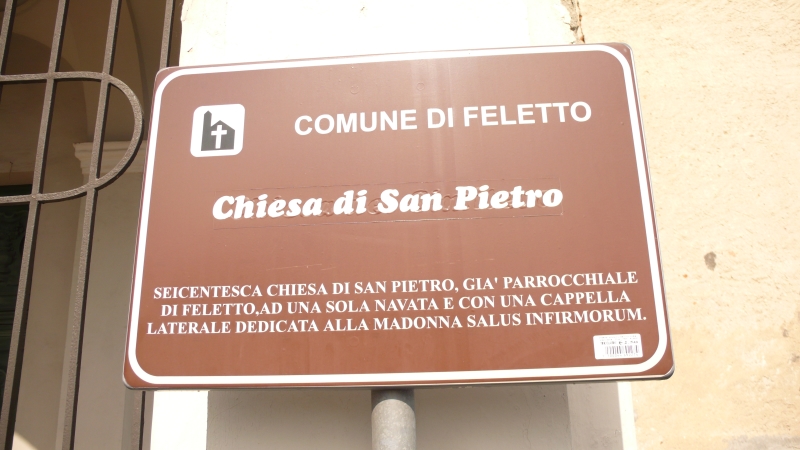 COMUNE DI FELETTO
Chiesa di San Pietro
SEICENTESCA CHIESA DI SAN PIETRO, GIA' PARROCCHIALE
DI FELETTO,AD UNA SOLA NAVATA E CON UNA CAPPELLA
LATERALE DEDICATA ALLA MADONNA SALUS INFIRMORUM.